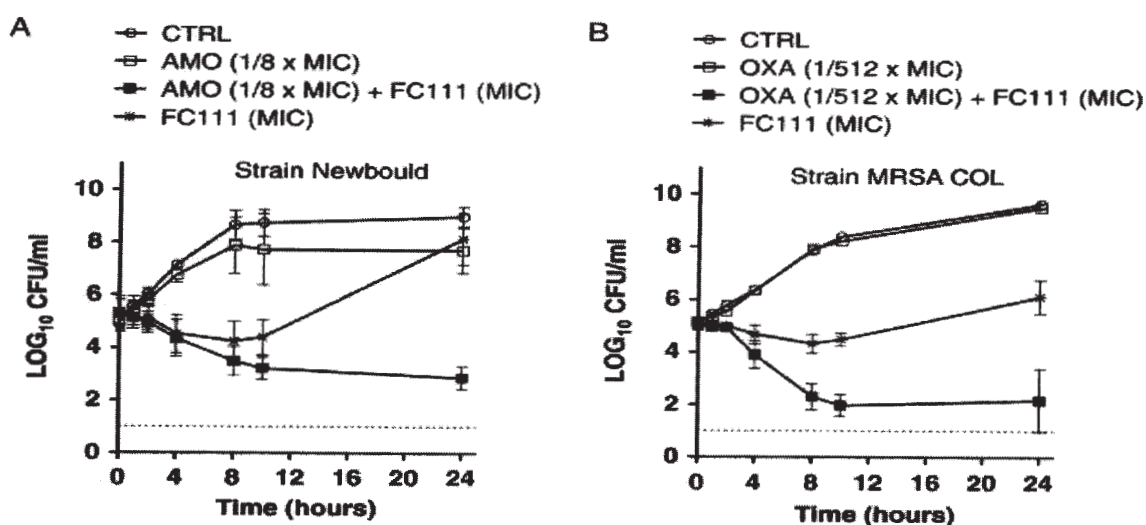 A
CTRL
AMO (1/8 x MIC)
AMO (1/8 x MIC) + FC111 (MIC)
FC111 (MIC)
Strain Newbould
LOG10 CFU/ml
10
8
6
4
2
0
0 4 8 12 16 20 24
Time (hours)
B
CTRL
OXA (1/512 x MIC)
OXA (1/512 x MIC) + FC111 (MIC)
FC111 (MIC)
Strain MRSA COL
LOG10 CFU/ml
10
8
6
4
2
0
0 4 8 12 16 20 24
Time (hours)